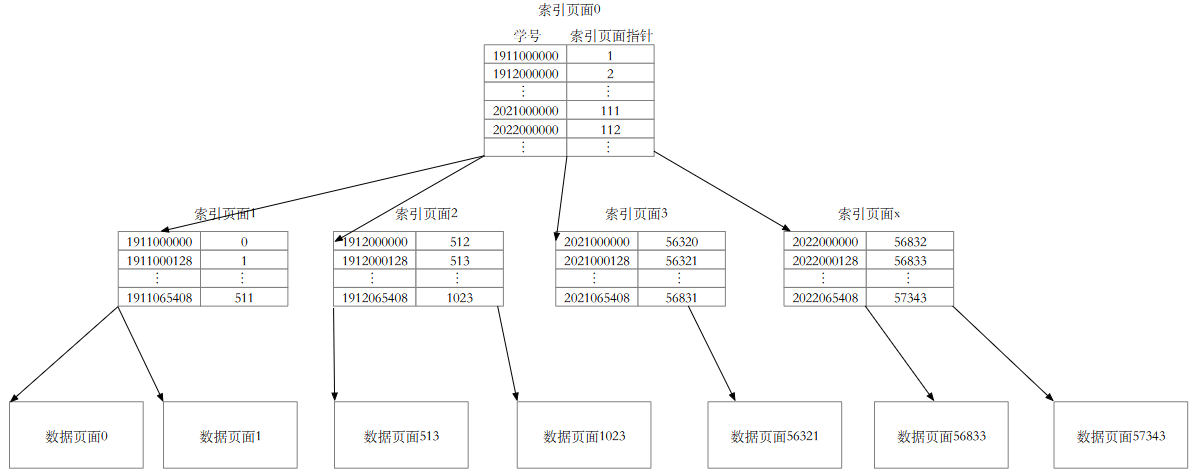 索引页面0
学号 索引页面指针
1911000000 1
1912000000 2
⋮ ⋮
2021000000 111
2022000000 112
⋮ ⋮
索引页面1 索引页面2 索引页面3 索引页面x
1911000000 0 1912000000 512 2021000000 56320 2022000000 56832
1911000128 1 1912000128 513 2021000128 56321 2022000128 56833
⋮ ⋮ ⋮ ⋮ ⋮ ⋮ ⋮ ⋮
1911065408 511 1912065408 1023 2021065408 56831 2022065408 57343
数据页面0 数据页面1 数据页面513 数据页面1023 数据页面56321 数据页面56833 数据页面57343